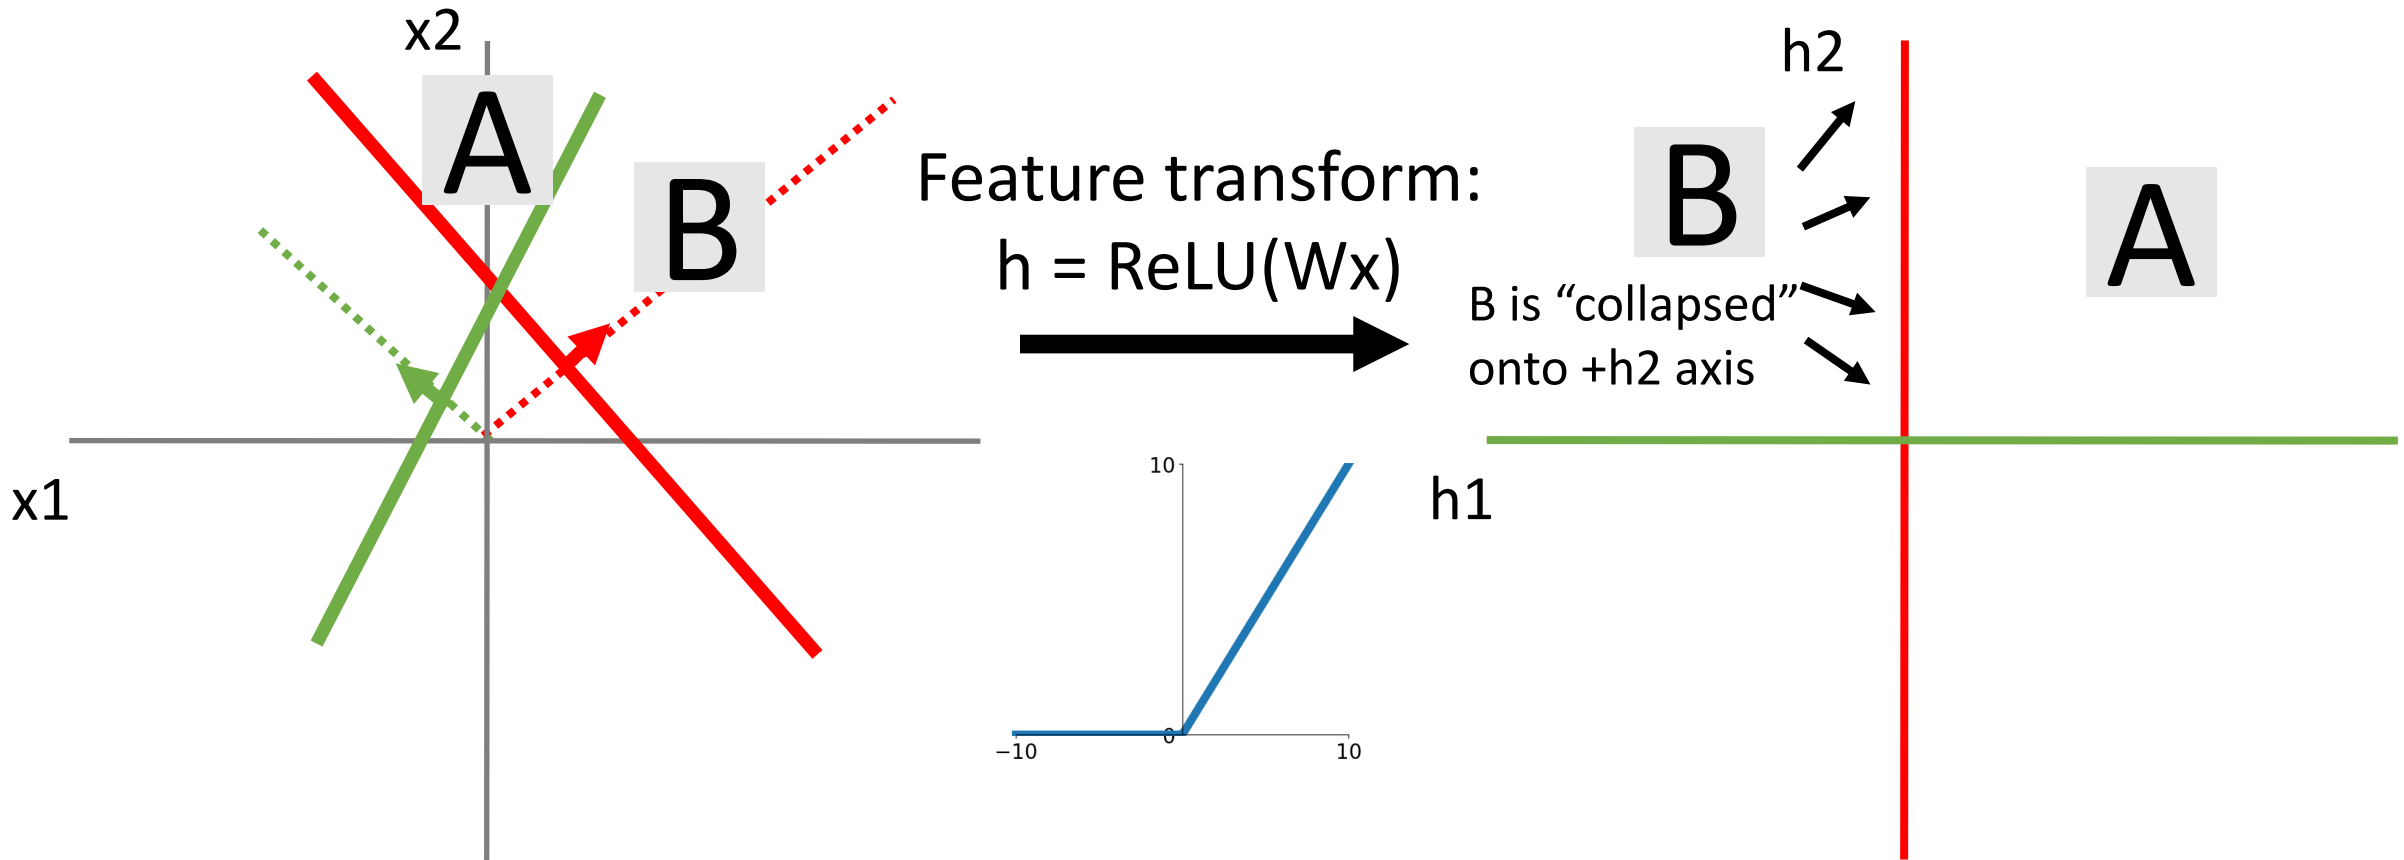 x2
A
B
x1
Feature transform:
h = ReLU(Wx)
10
0
−10
10
h2
B
A
B is “collapsed”
onto +h2 axis
h1